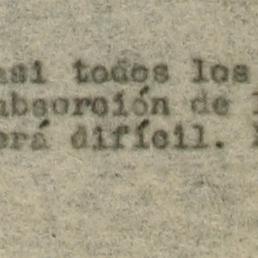 asi todos los
absorción de
erá difícil.